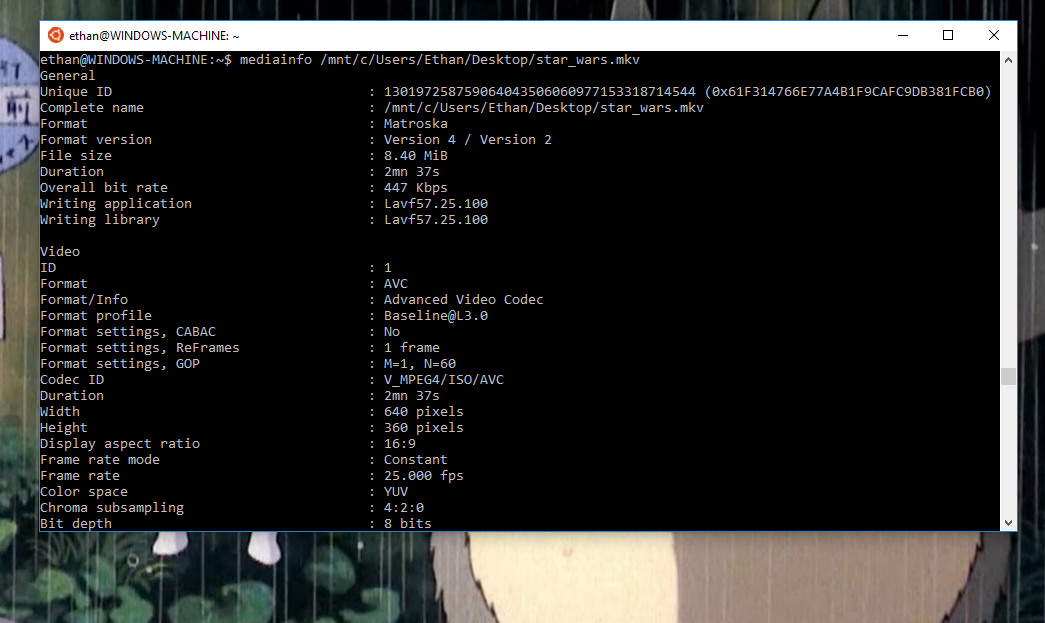 ethan@WINDOWS-MACHINE: ~
ethan@WINDOWS-MACHINE:~$ mediainfo /mnt/c/Users/Ethan/Desktop/star_wars.mkv
General
Unique ID : 130197258759064043506060977153318714544 (0x61F314766E77A4B1F9CAFC9DB381FCB0)
Complete name : /mnt/c/Users/Ethan/Desktop/star_wars.mkv
Format : Matroska
Format version : Version 4 / Version 2
File size : 8.40 MiB
Duration : 2mn 37s
Overall bit rate : 447 Kbps
Writing application : Lavf57.25.100
Writing library : Lavf57.25.100
Video
ID : 1
Format : AVC
Format/Info : Advanced Video Codec
Format profile : Baseline@L3.0
Format settings, CABAC : No
Format settings, ReFrames : 1 frame
Format settings, GOP : M=1, N=60
Codec ID : V_MPEG4/ISO/AVC
Duration : 2mn 37s
Width : 640 pixels
Height : 360 pixels
Display aspect ratio : 16:9
Frame rate mode : Constant
Frame rate : 25.000 fps
Color space : YUV
Chroma subsampling : 4:2:0
Bit depth : 8 bits
前